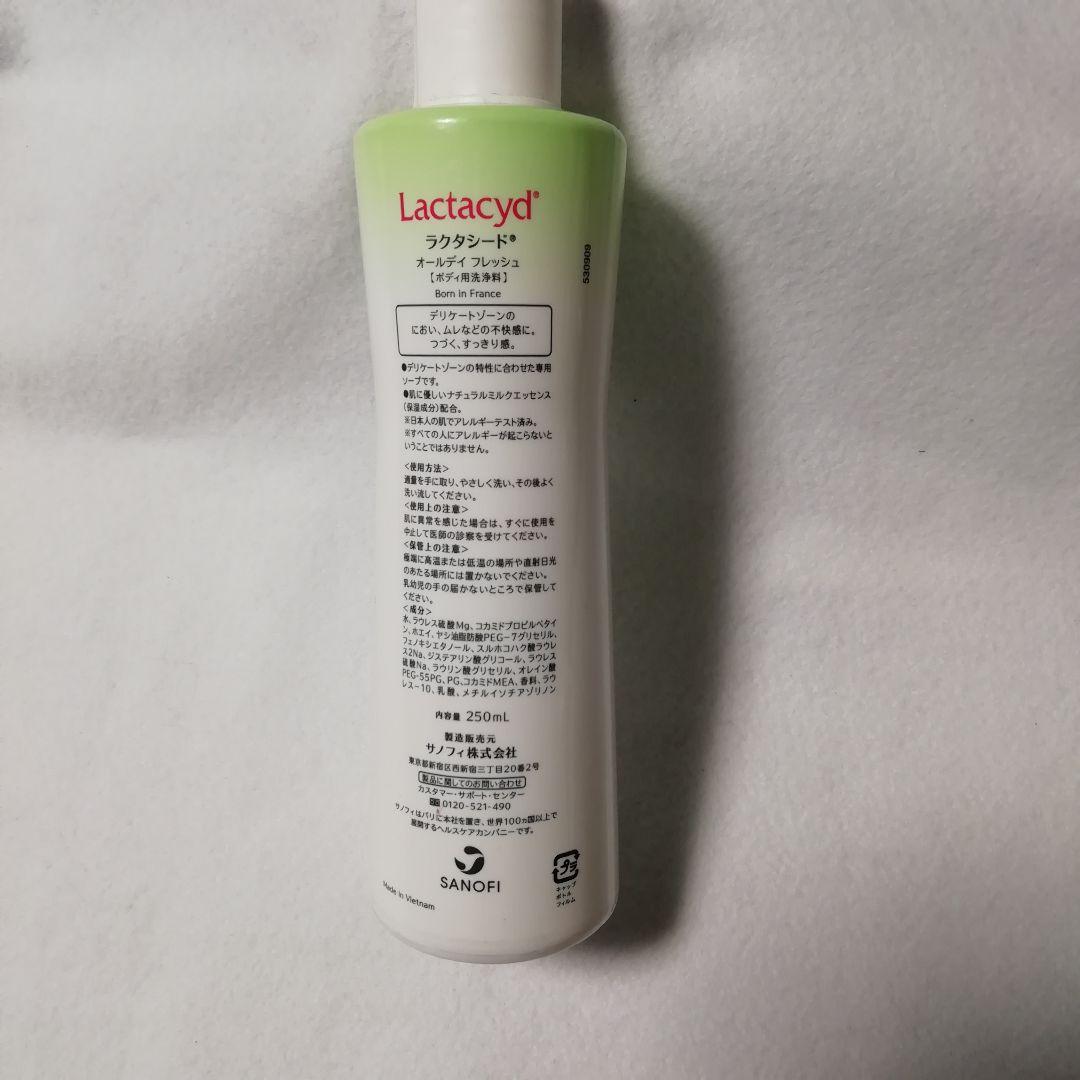 Lactacyd®
ラクタシード®
オールデイ フレッシュ
【ボディ用洗浄料】
Born in France
デリケートゾーンの
におい、ムレなどの不快感に。
つづく、すっきり感。
●デリケートゾーンの特性に合わせた専用
ソープです。
●肌に優しいナチュラルミルクエッセンス
(保湿成分)配合。
※日本人の肌でアレルギーテスト済み。
※すべての人にアレルギーが起こらないと
いうことではありません。
<使用方法>
適量を手に取り、やさしく洗い、その後よく
洗い流してください。
<使用上の注意>
肌に異常を感じた場合は、すぐに使用を
中止して医師の診察を受けてください。
<保管上の注意>
極端に高温または低温の場所や直射日光
のあたる場所には置かないでください。
乳幼児の手の届かないところで保管して
ください。
<成分>
水、ラウレス硫酸Mg、コカミドプロピルベタイ
ン、ホエイ、ヤシ油脂肪酸PEG-7グリセリル、
フェノキシエタノール、スルホコハク酸ラウレ
ス2Na、ジステアリン酸グリコール、ラウレス
硫酸Na、ラウリン酸グリセリル、オレイン酸
PEG-55PG、PG、コカミドMEA、香料、ラウ
レス-10、乳酸、メチルイソチアゾリノン
内容量 250mL
製造販売元
サノフィ株式会社
東京都新宿区西新宿三丁目20番2号
製品に関してのお問い合わせ
カスタマー・サポート・センター
0120-521-490
サノフィはパリに本社を置き、世界100ヵ国以上で
展開するヘルスケアカンパニーです。
SANOFI
Made in Vietnam
プラ
キャップ
ボトル
フィルム
530909